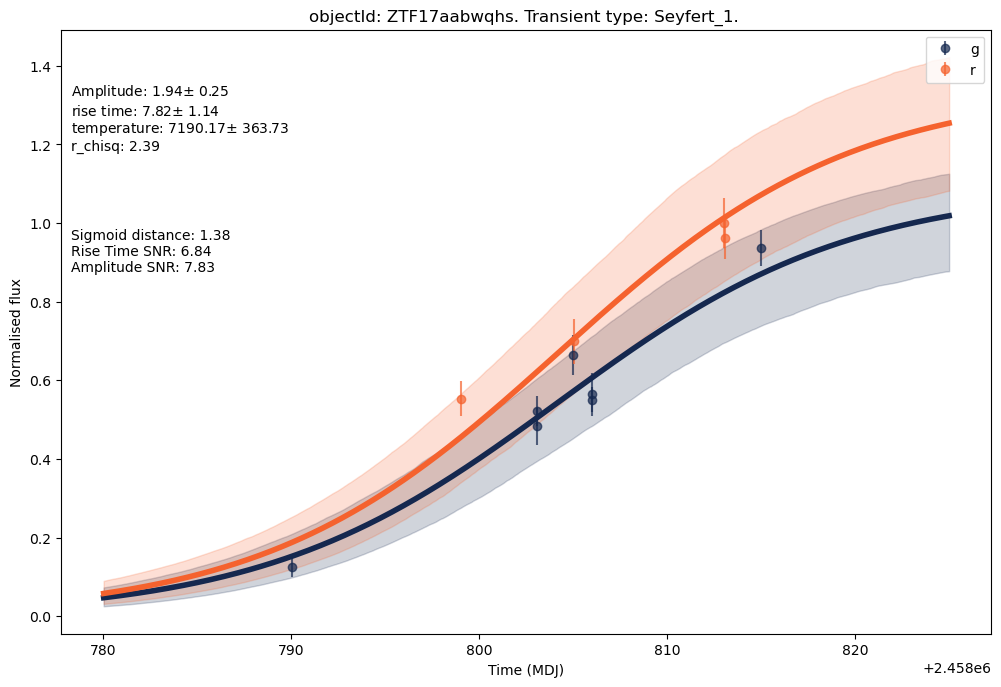 objectId: ZTF17aabwqhs. Transient type: Seyfert_1.
g
r
Amplitude: 1.94± 0.25
rise time: 7.82± 1.14
temperature: 7190.17± 363.73
r_chisq: 2.39
Sigmoid distance: 1.38
Rise Time SNR: 6.84
Amplitude SNR: 7.83
Normalised flux
1.4
1.2
1.0
0.8
0.6
0.4
0.2
0.0
780 790 800 810 820
Time (MDJ)
+2.458e6